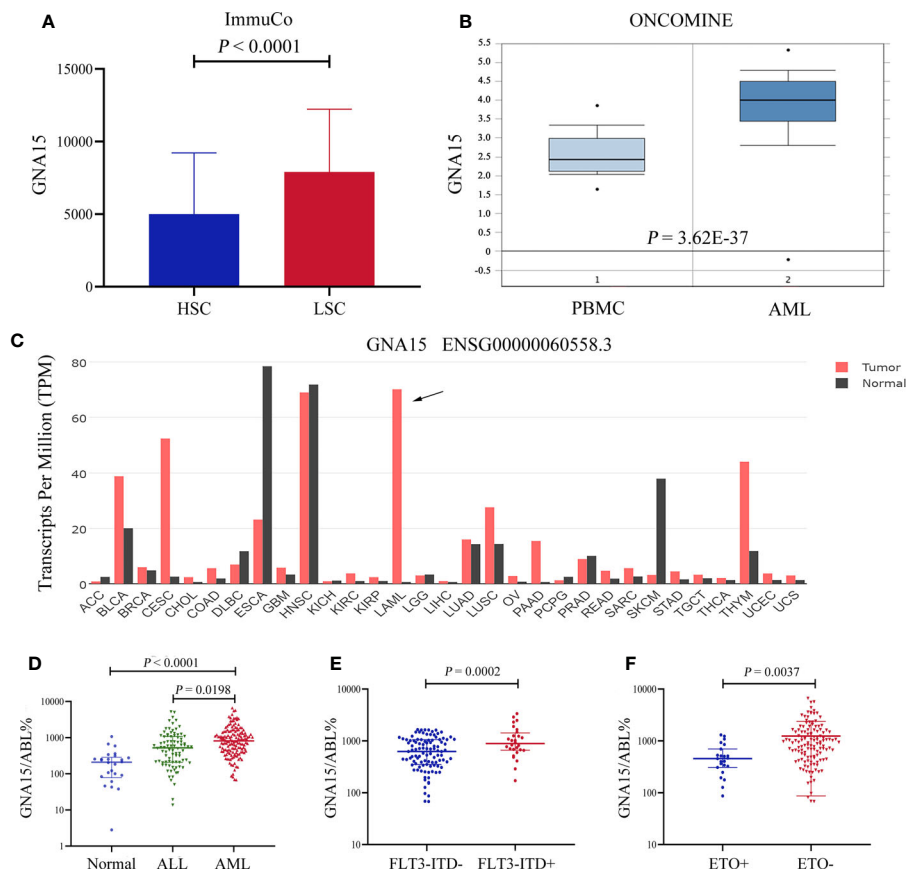 A
ImmuCo
P < 0.0001
GNA15
15000
10000
5000
0
HSC
LSC
B
ONCOMINE
GNA15
5.5
5.0
4.5
4.0
3.5
3.0
2.5
2.0
1.5
1.0
0.5
0
-0.5
P = 3.62E-37
1
2
PBMC
AML
C
GNA15 ENSG00000060558.3
Transcripts Per Million (TPM)
80
60
40
20
0
Tumor
Normal
ACC
BLCA
BRCA
CESC
CHOL
COAD
DLBC
ESCA
GBM
HNSC
KICH
KIRC
KIRP
LAML
LGG
LIHC
LUAD
LUSC
OV
PAAD
PCPG
PRAD
READ
SARC
SKCM
STAD
TGCT
THCA
THYM
UCEC
UCS
D
P < 0.0001
P = 0.0198
GNA15/ABL%
10000
1000
100
10
1
Normal
ALL
AML
E
P = 0.0002
GNA15/ABL%
10000
1000
100
10
FLT3-ITD-
FLT3-ITD+
F
P = 0.0037
GNA15/ABL%
10000
1000
100
10
ETO+
ETO-